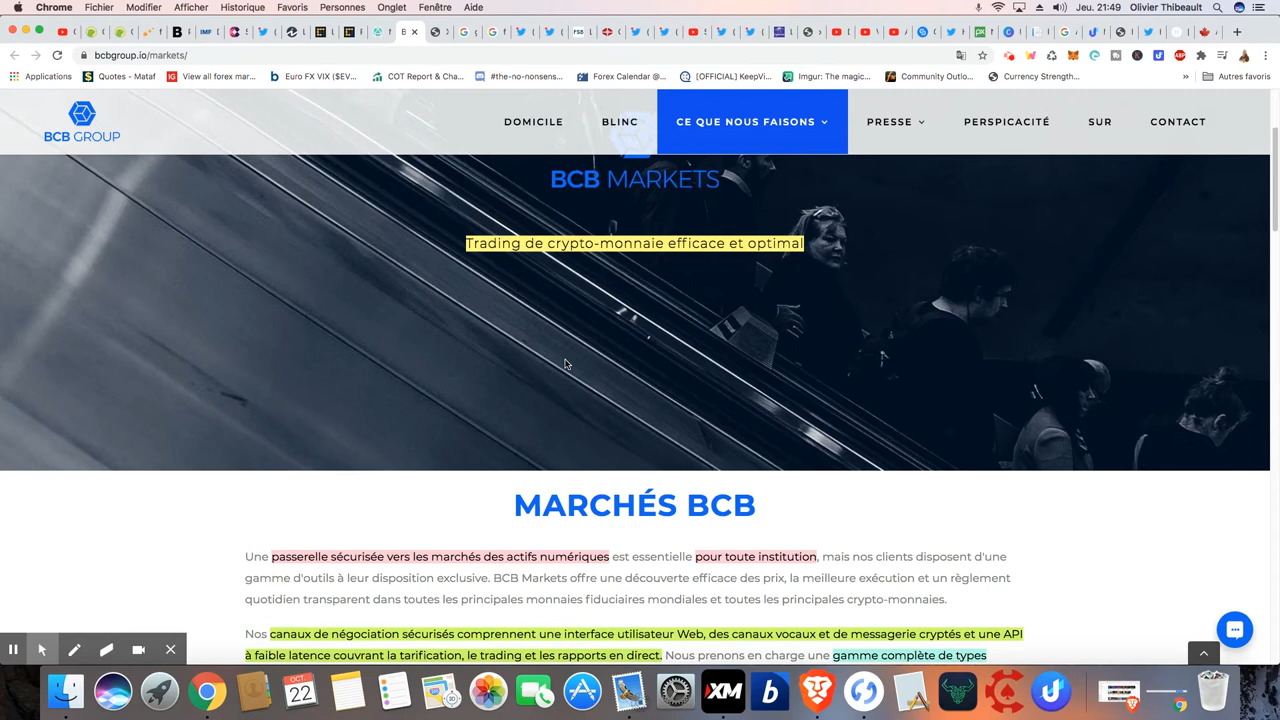 Chrome Fichier Modifier Afficher Historique Favoris Personnes Onglet Fenêtre Aide Jeu. 21:49 Olivier Thibeault
bcbgroup.io/markets/
Applications Quotes - Mataf View all forex mar... Euro FX VIX ($EV... COT Report & Cha... #the-no-nonsens... Forex Calendar @... [OFFICIAL] KeepVi... Imgur: The magic... Community Outlo... Currency Strength... » Autres favoris
BCB GROUP
DOMICILE BLINC CE QUE NOUS FAISONS PRESSE PERSPICACITÉ SUR CONTACT
BCB MARKETS
Trading de crypto-monnaie efficace et optimal
MARCHÉS BCB
Une passerelle sécurisée vers les marchés des actifs numériques est essentielle pour toute institution, mais nos clients disposent d'une
gamme d'outils à leur disposition exclusive. BCB Markets offre une découverte efficace des prix, la meilleure exécution et un règlement
quotidien transparent dans toutes les principales monnaies fiduciaires mondiales et toutes les principales crypto-monnaies.
Nos canaux de négociation sécurisés comprennent une interface utilisateur Web, des canaux vocaux et de messagerie cryptés et une API
à faible latence couvrant la tarification, le trading et les rapports en direct. Nous prenons en charge une gamme complète de types
OCT
22
XM
b